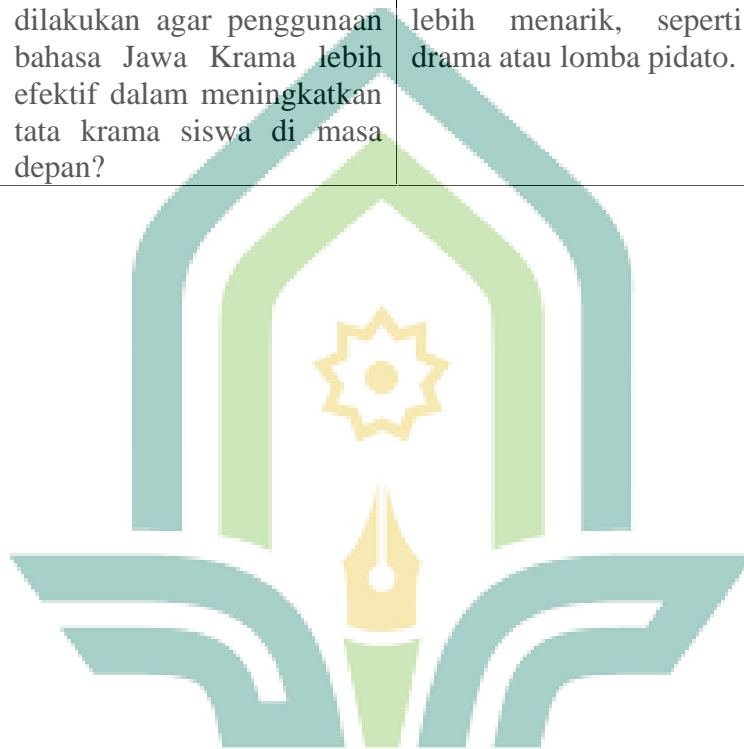 dilakukan agar penggunaan
bahasa Jawa Krama lebih
efektif dalam meningkatkan
tata krama siswa di masa
depan?
lebih menarik, seperti
drama atau lomba pidato.